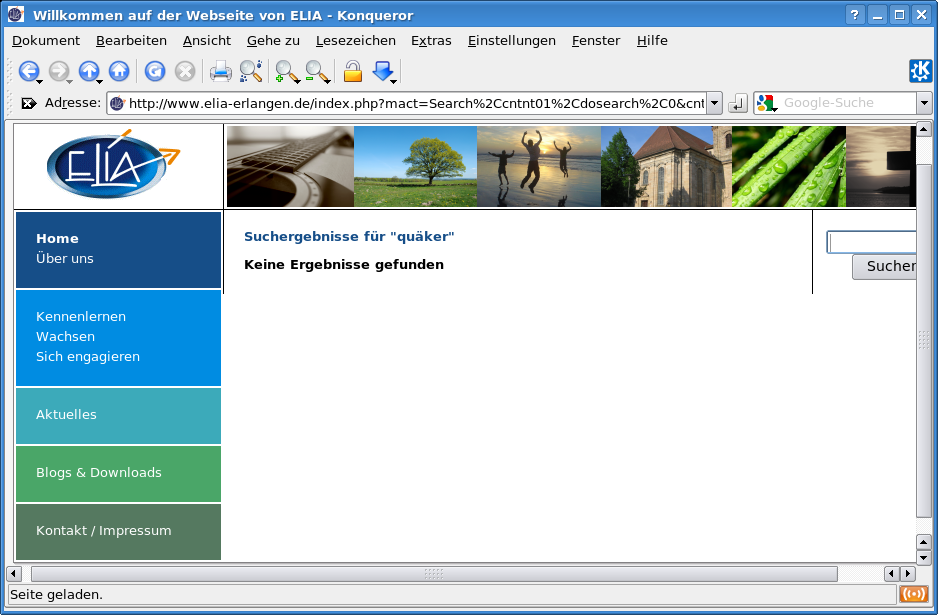 Willkommen auf der Webseite von ELIA - Konqueror
Dokument Bearbeiten Ansicht Gehe zu Lesezeichen Extras Einstellungen Fenster Hilfe
Adresse: http://www.elia-erlangen.de/index.php?mact=Search%2Ccntnt01%2Cdosearch%2C0&cnt Google-Suche
ELIA
Home
Über uns
Kennenlernen
Wachsen
Sich engagieren
Aktuelles
Blogs & Downloads
Kontakt / Impressum
Suchergebnisse für "quäker"
Keine Ergebnisse gefunden
Suchen
Seite geladen.